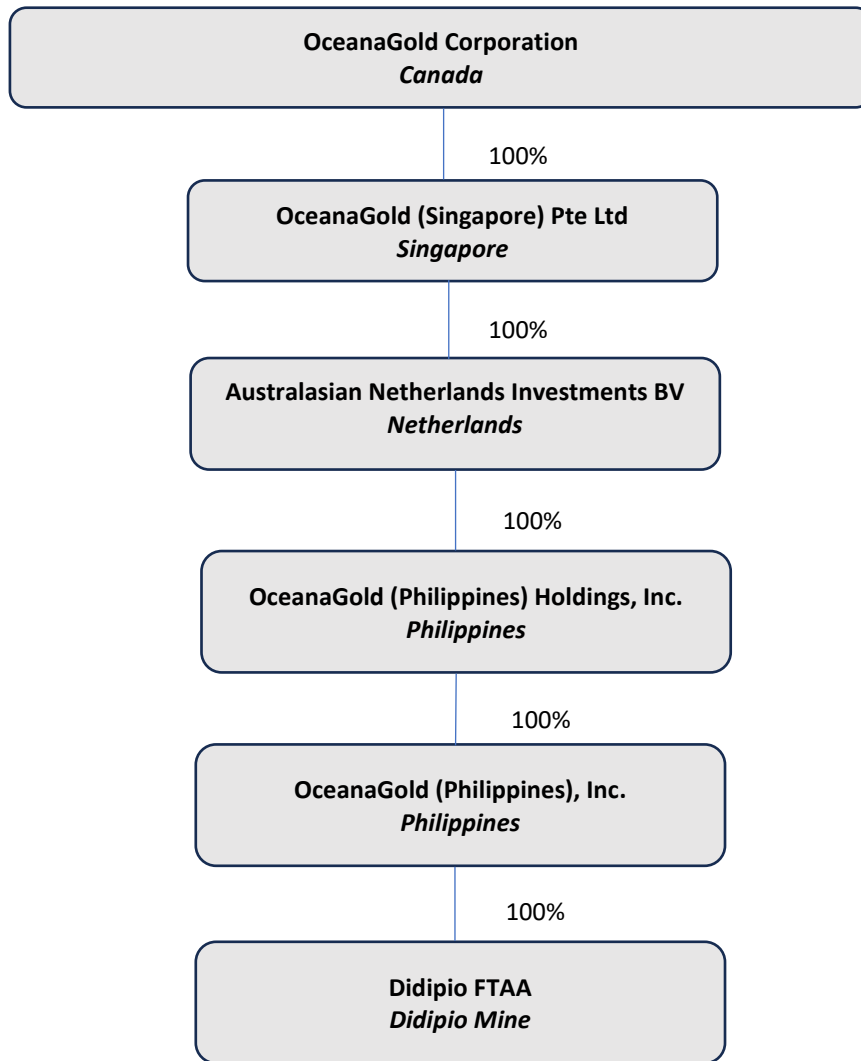 OceanaGold Corporation
Canada
100%
OceanaGold (Singapore) Pte Ltd
Singapore
100%
Australasian Netherlands Investments BV
Netherlands
100%
OceanaGold (Philippines) Holdings, Inc.
Philippines
100%
OceanaGold (Philippines), Inc.
Philippines
100%
Didipio FTAA
Didipio Mine